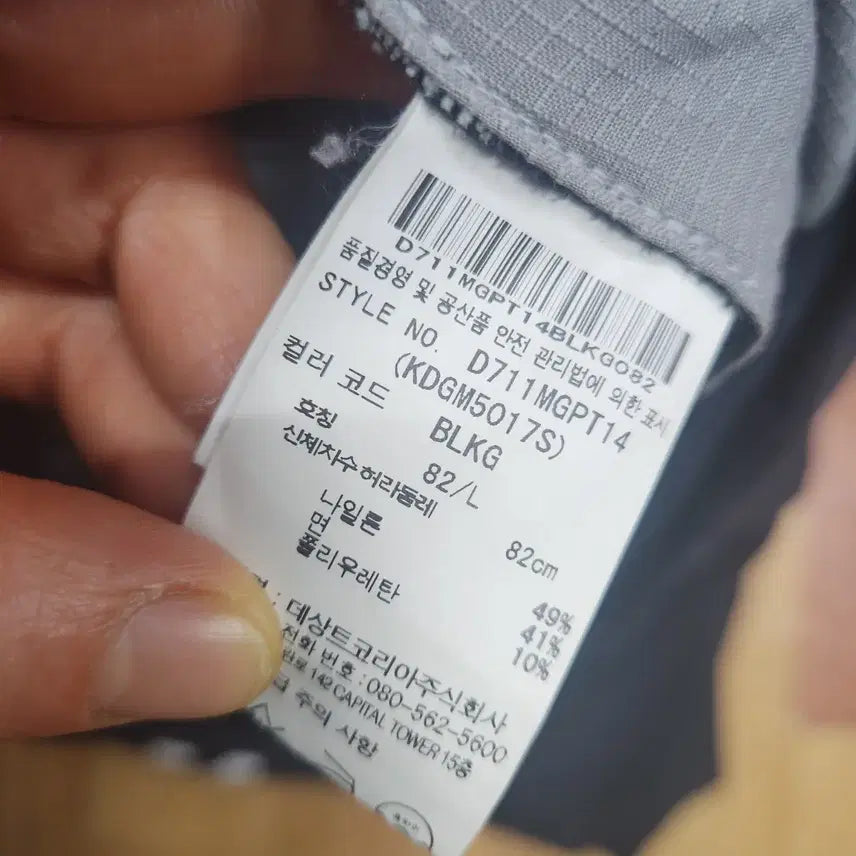 D711MGPT14BLKG082
품질경영 및 공산품 안전 관리법에 의한 표시
STYLE NO. D711MGPT14
(KDGM5017S)
컬러 코드 BLKG
호칭 82/L
신체치수 허리둘레 82cm
나일론 49%
면 41%
폴리우레탄 10%
: 데상트코리아주식회사
전화 번호 : 080-562-5600
142 CAPITAL TOWER 15층
주의 사항